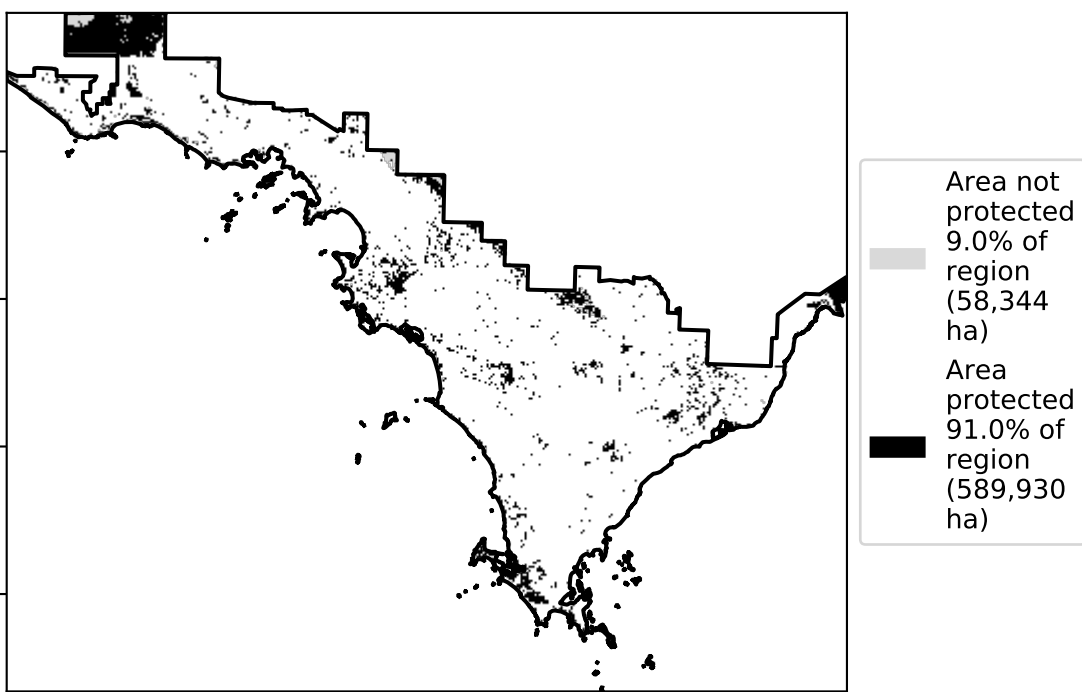 Area not
protected
9.0% of
region
(58,344
ha)
Area
protected
91.0% of
region
(589,930
ha)